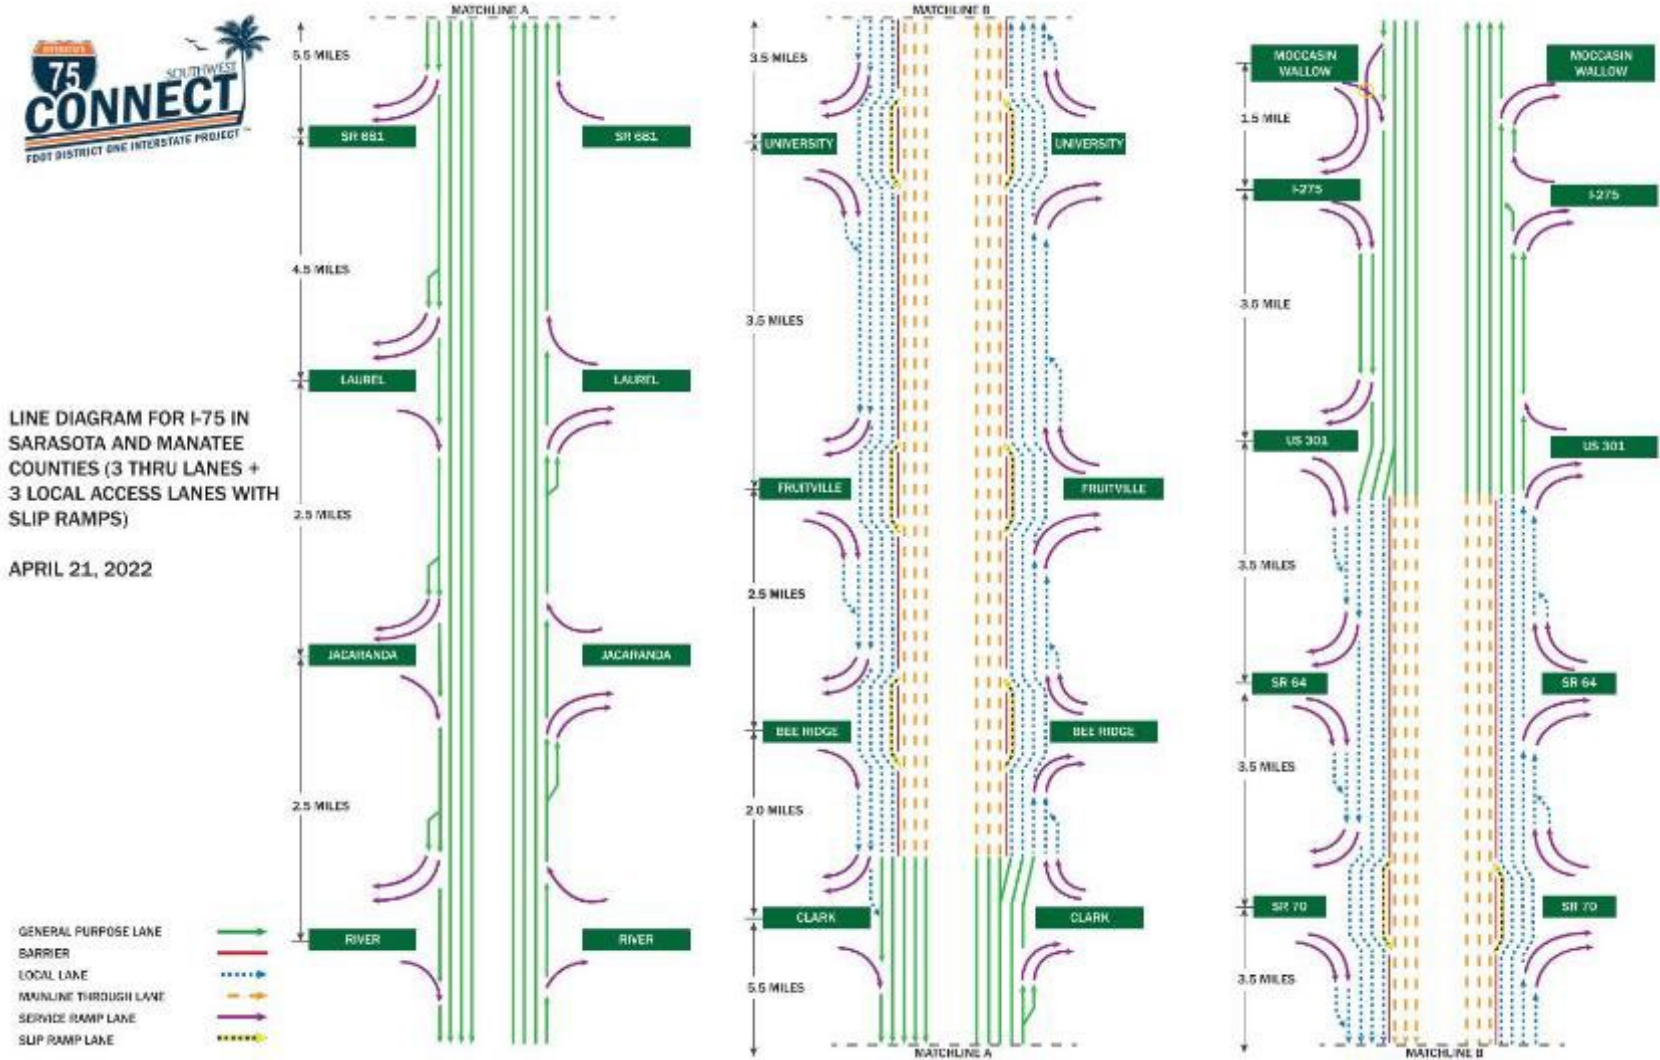 MATCHLINE A
MATCHLINE B
INTERSTATE
75
SOUTHWEST
CONNECT
FDOT DISTRICT ONE INTERSTATE PROJECT
LINE DIAGRAM FOR I-75 IN
SARASOTA AND MANATEE
COUNTIES (3 THRU LANES +
3 LOCAL ACCESS LANES WITH
SLIP RAMPS)
APRIL 21, 2022
GENERAL PURPOSE LANE
BARRIER
LOCAL LANE
MAINLINE THROUGH LANE
SERVICE RAMP LANE
SLIP RAMP LANE
5.5 MILES
SR 681
SR 681
4.5 MILES
LAUREL
LAUREL
2.5 MILES
JACARANDA
JACARANDA
2.5 MILES
RIVER
RIVER
3.5 MILES
UNIVERSITY
UNIVERSITY
3.5 MILES
FRUITVILLE
FRUITVILLE
2.5 MILES
BEE RIDGE
BEE RIDGE
2.0 MILES
CLARK
CLARK
5.5 MILES
MATCHLINE A
MOCCASIN
WALLOW
MOCCASIN
WALLOW
1.5 MILE
I-275
I-275
3.5 MILE
US 301
US 301
3.5 MILES
SR 64
SR 64
3.5 MILES
SR 70
SR 70
3.5 MILES
MATCHLINE B